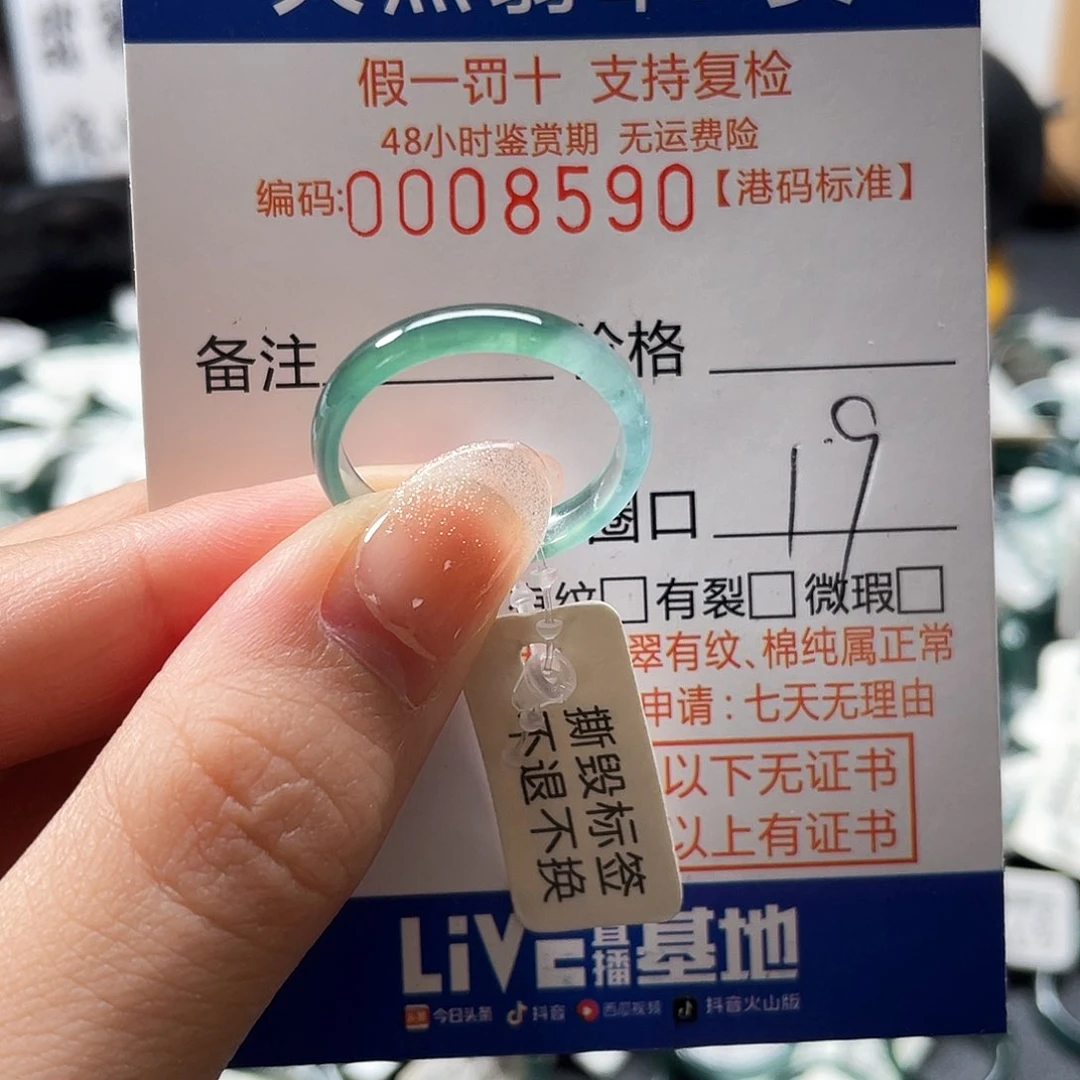 假一罚十 支持复检
48小时鉴赏期 无运费险
编码:0008590【港码标准】
备注 价格
圈口 19
有纹□有裂□微瑕□
翠有纹、棉纯属正常
申请：七天无理由
以下无证书
以上有证书
撕毁标签
不退不换
LiVe直播基地
今日头条 抖音 西瓜视频 抖音火山版